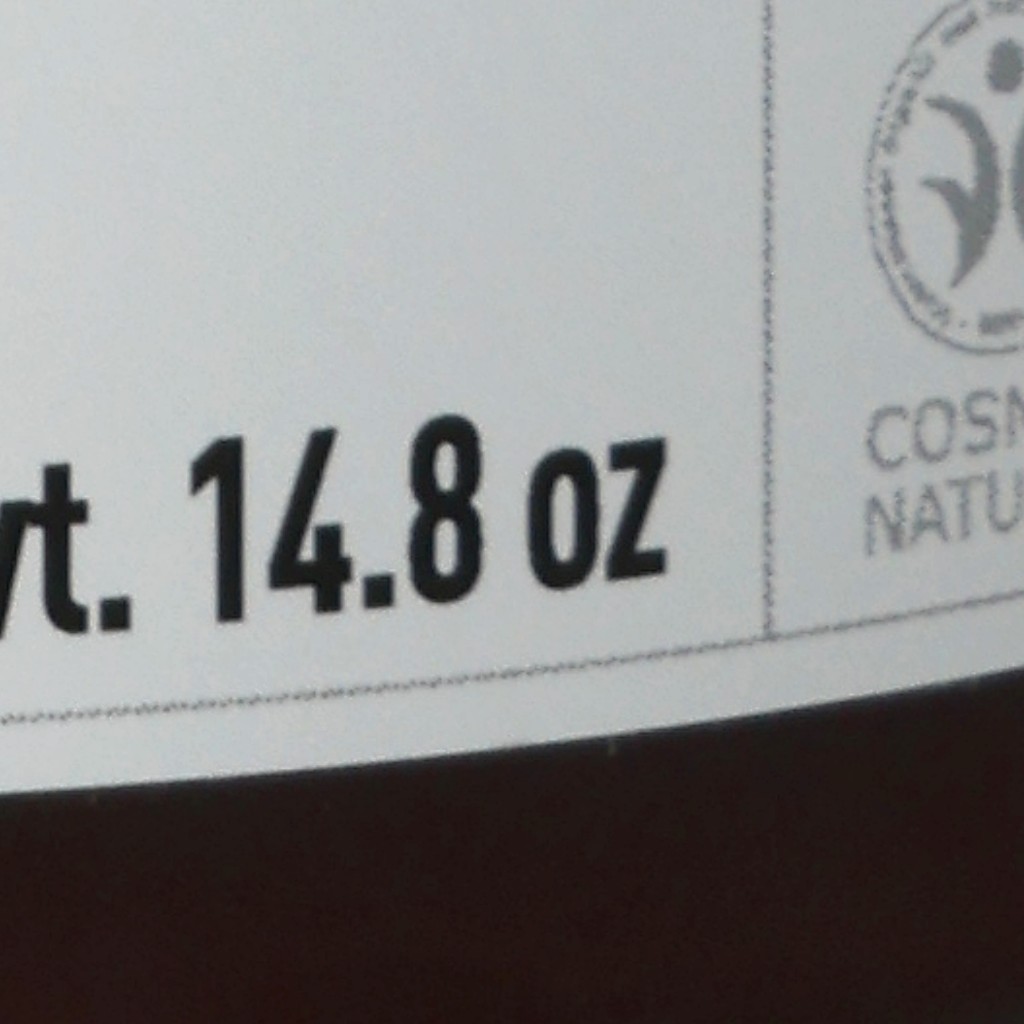 vt. 14.8 oz
COSM
NATU